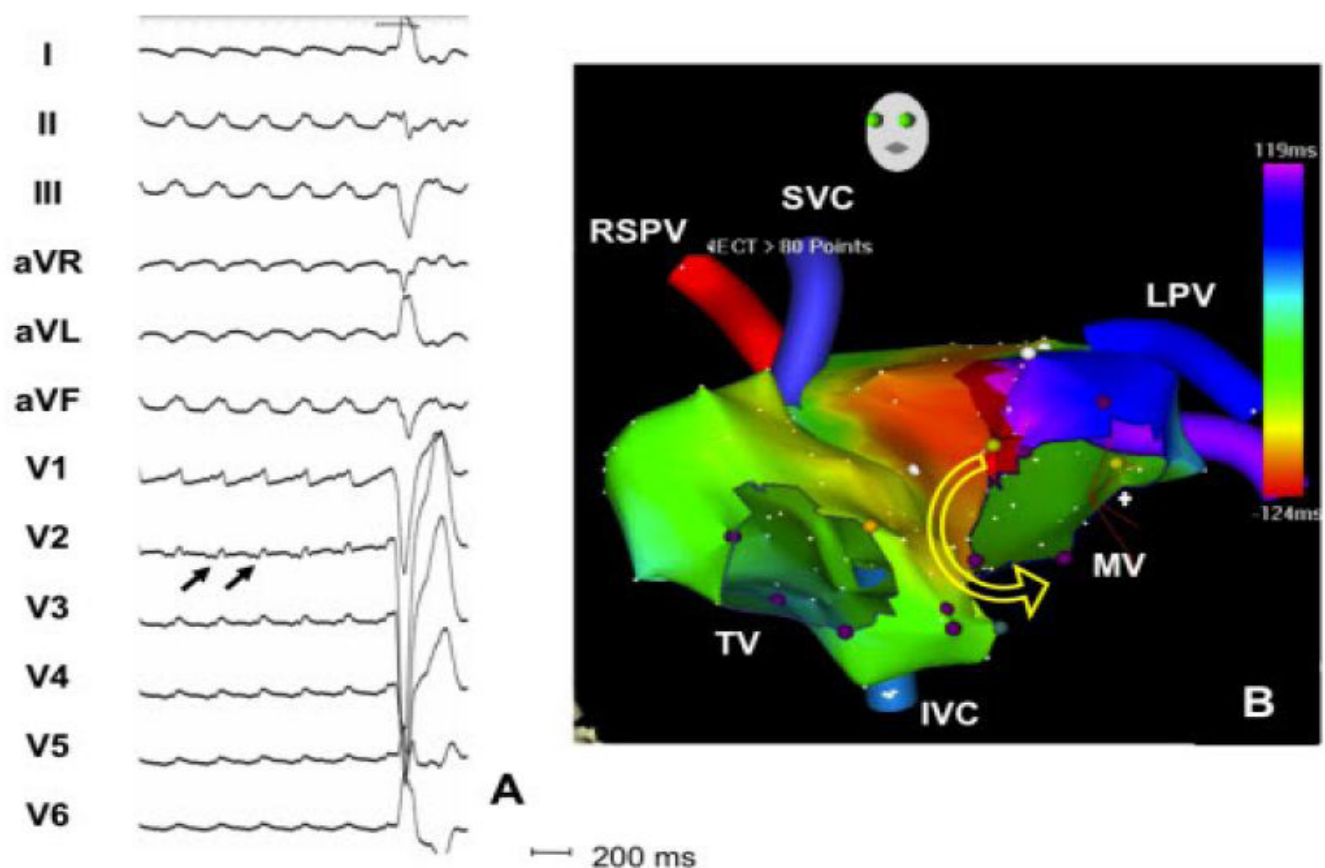 I
II
III
aVR
aVL
aVF
V1
V2
V3
V4
V5
V6
A
200 ms
119ms
SVC
RSPV
NECT > 80 Points
LPV
-124ms
MV
TV
IVC
B